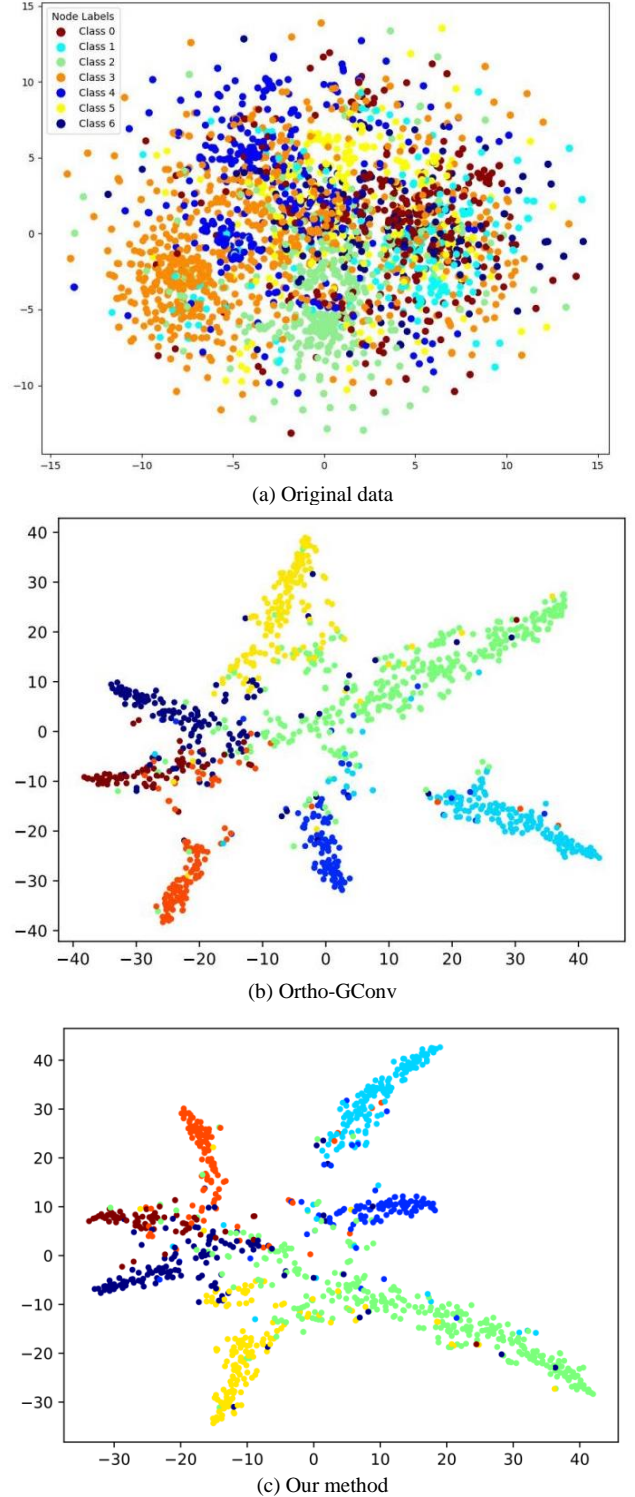 15
Node Labels
Class 0
Class 1
Class 2
Class 3
Class 4
Class 5
Class 6
10
5
0
−5
−10
−15 −10 −5 0 5 10 15
(a) Original data
40
30
20
10
0
−10
−20
−30
−40
−40 −30 −20 −10 0 10 20 30 40
(b) Ortho-GConv
40
30
20
10
0
−10
−20
−30
−30 −20 −10 0 10 20 30 40
(c) Our method